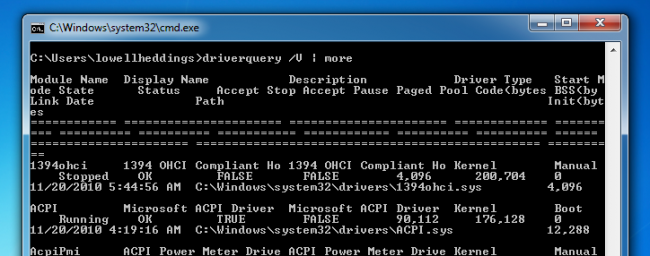 C:\Windows\system32\cmd.exe
C:\Users\lowellheddings>driverquery /V | more
Module Name  Display Name           Description            Driver Type   Start M
ode State      Status     Accept Stop Accept Pause Paged Pool Code(bytes BSS(by
Link Date              Path                                             Init(byt
es
============ ====================== ====================== ============= =======
=== ========== ========== =========== ============ ========== ========== =======
====================== ================================================ ========
==
1394ohci     1394 OHCI Compliant Ho 1394 OHCI Compliant Ho Kernel        Manual
    Stopped    OK         FALSE       FALSE        4,096      200,704    0
11/20/2010 5:44:56 AM  C:\Windows\system32\drivers\1394ohci.sys         4,096
ACPI         Microsoft ACPI Driver  Microsoft ACPI Driver  Kernel        Boot
    Running    OK         TRUE        FALSE        90,112     176,128    0
11/20/2010 4:19:16 AM  C:\Windows\system32\drivers\ACPI.sys             12,288
AcpiPmi      ACPI Power Meter Drive ACPI Power Meter Drive Kernel        Manual